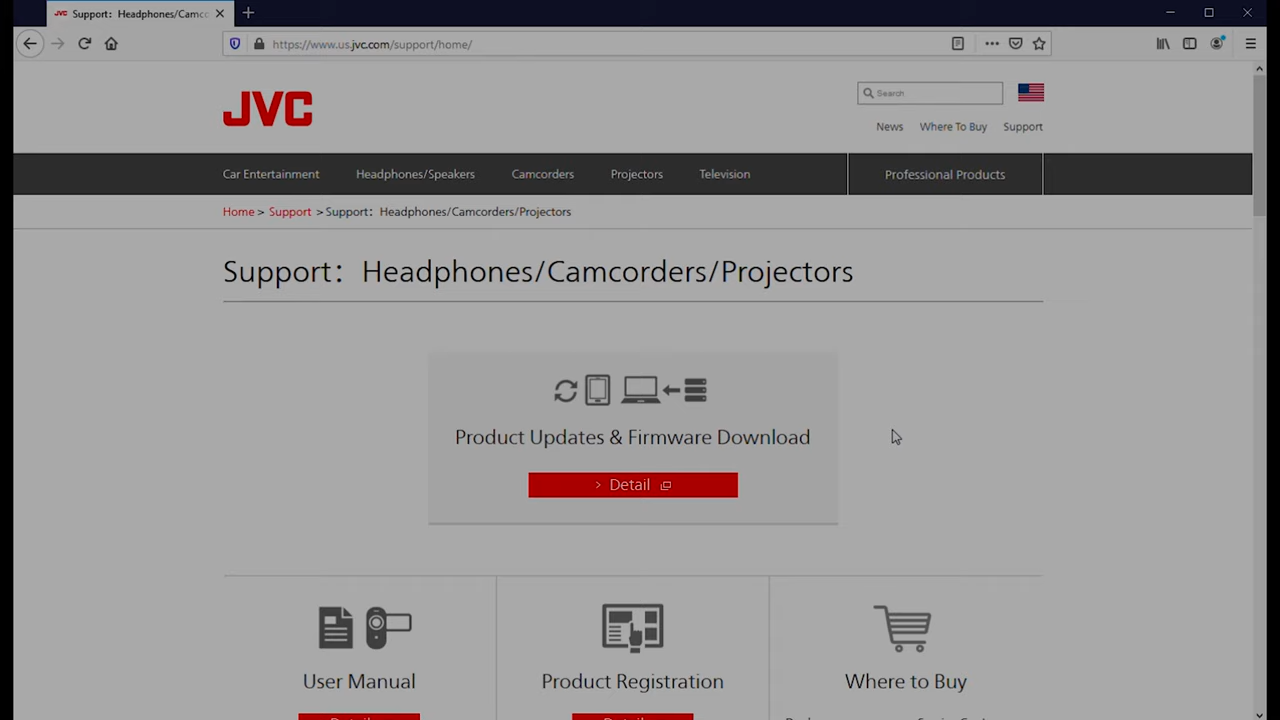 JVC Support: Headphones/Camco
https://www.us.jvc.com/support/home/
JVC
Search
News Where To Buy Support
Car Entertainment Headphones/Speakers Camcorders Projectors Television Professional Products
Home > Support > Support: Headphones/Camcorders/Projectors
Support: Headphones/Camcorders/Projectors
Product Updates & Firmware Download
> Detail
User Manual Product Registration Where to Buy